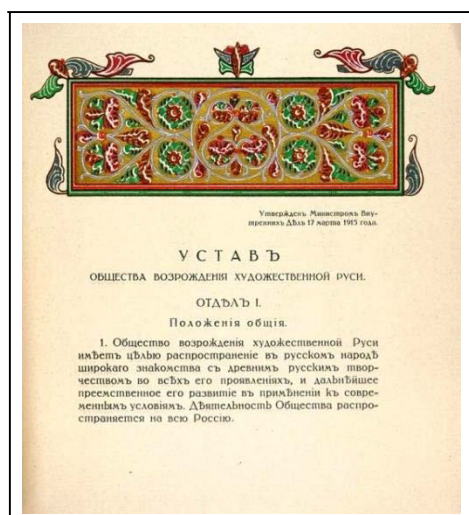 Утвержденъ Министромъ Вну-
треннихъ Дѣлъ 17 марта 1915 года.
УСТАВЪ
ОБЩЕСТВА ВОЗРОЖДЕНІЯ ХУДОЖЕСТВЕННОЙ РУСИ.
ОТДѢЛЪ I.
Положенія общія.
1. Общество возрожденія художественной Руси
имѣетъ цѣлью распространеніе въ русскомъ народѣ
широкаго знакомства съ древнимъ русскимъ твор-
чествомъ во всѣхъ его проявленіяхъ, и дальнѣйшее
преемственное его развитіе въ примѣненіи къ совре-
меннымъ условіямъ. Дѣятельность Общества распро-
страняется на всю Россію.